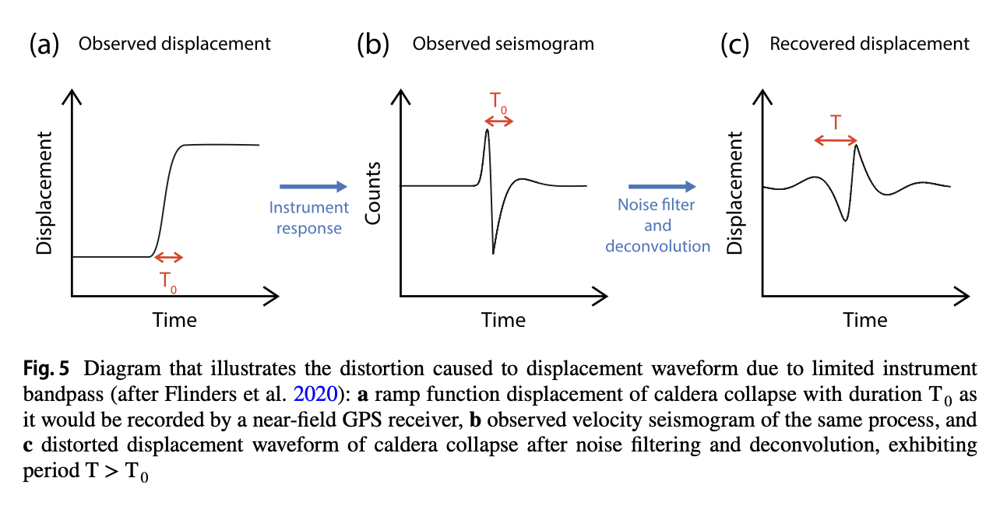 (a) Observed displacement
(b) Observed seismogram
(c) Recovered displacement
Displacement
T0
Time
Instrument
response
Counts
T0
Time
Noise filter
and
deconvolution
Displacement
T
Time
Fig. 5 Diagram that illustrates the distortion caused to displacement waveform due to limited instrument
bandpass (after Flinders et al. 2020): a ramp function displacement of caldera collapse with duration T0 as
it would be recorded by a near-field GPS receiver, b observed velocity seismogram of the same process, and
c distorted displacement waveform of caldera collapse after noise filtering and deconvolution, exhibiting
period T > T0